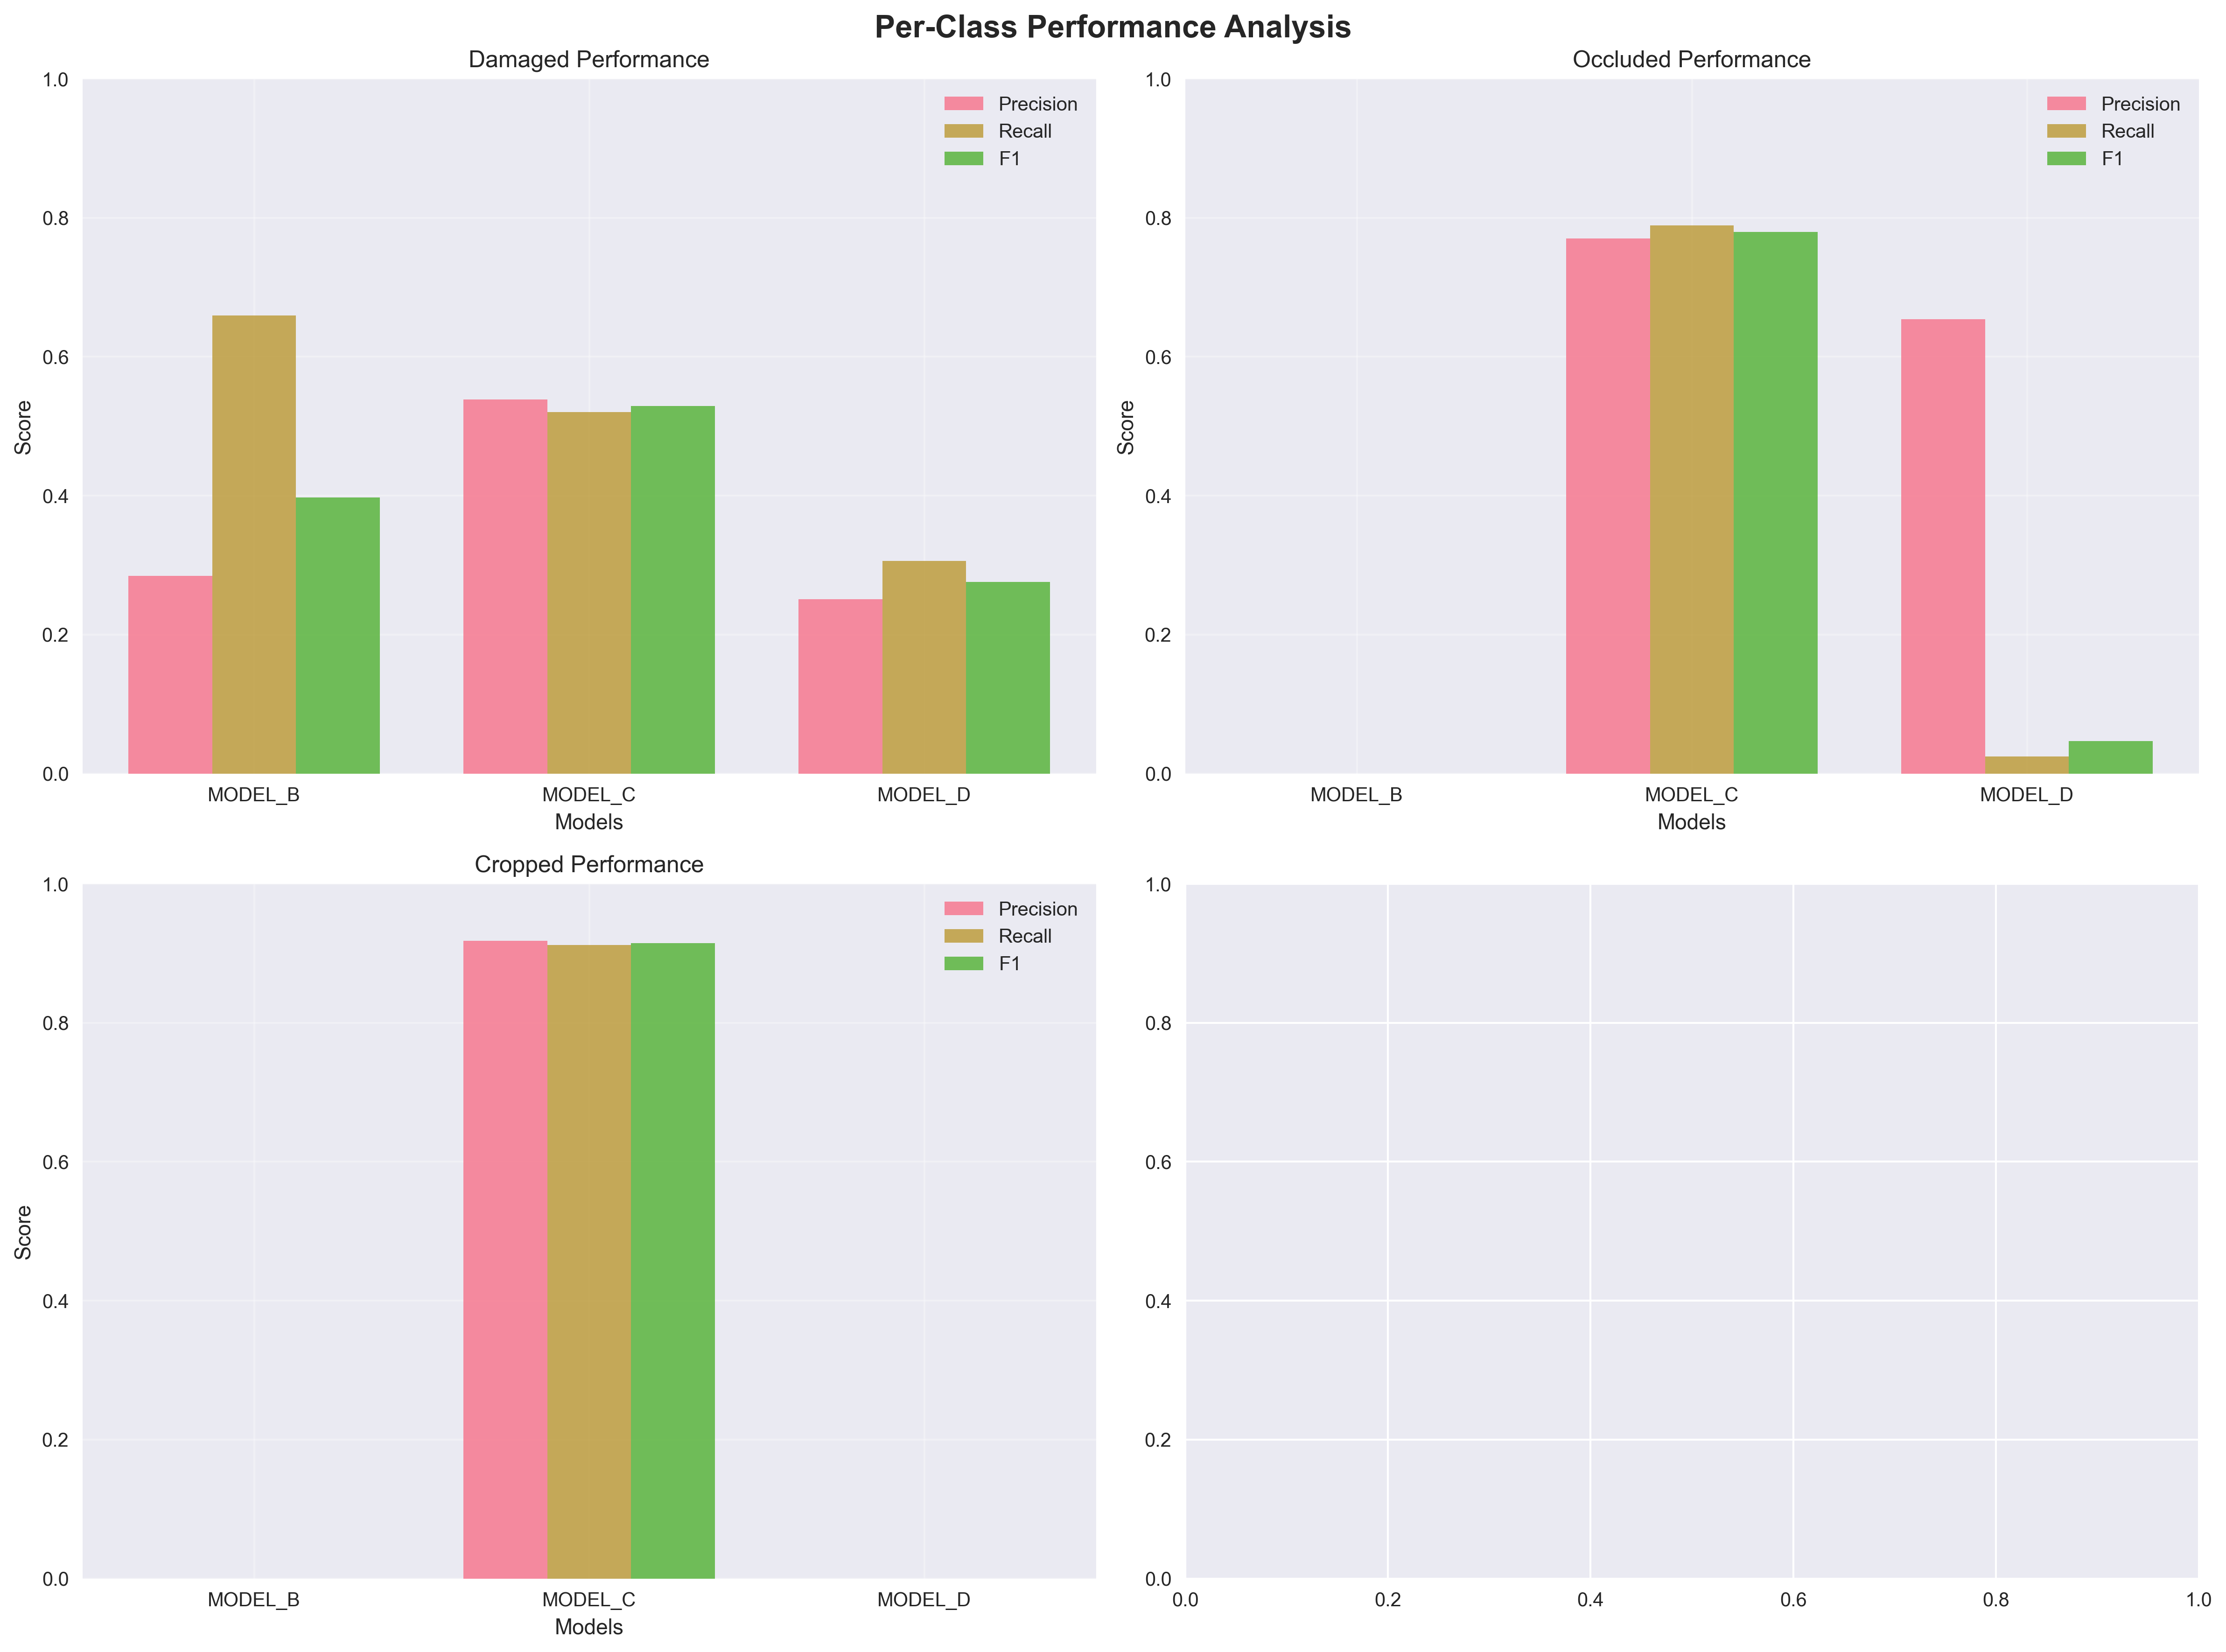 Per-Class Performance Analysis
Damaged Performance
1.0
0.8
0.6
0.4
0.2
0.0
Score
Precision
Recall
F1
MODEL_B MODEL_C MODEL_D
Models
Occluded Performance
1.0
0.8
0.6
0.4
0.2
0.0
Score
Precision
Recall
F1
MODEL_B MODEL_C MODEL_D
Models
Cropped Performance
1.0
0.8
0.6
0.4
0.2
0.0
Score
Precision
Recall
F1
MODEL_B MODEL_C MODEL_D
Models
1.0
0.8
0.6
0.4
0.2
0.0
0.0 0.2 0.4 0.6 0.8 1.0